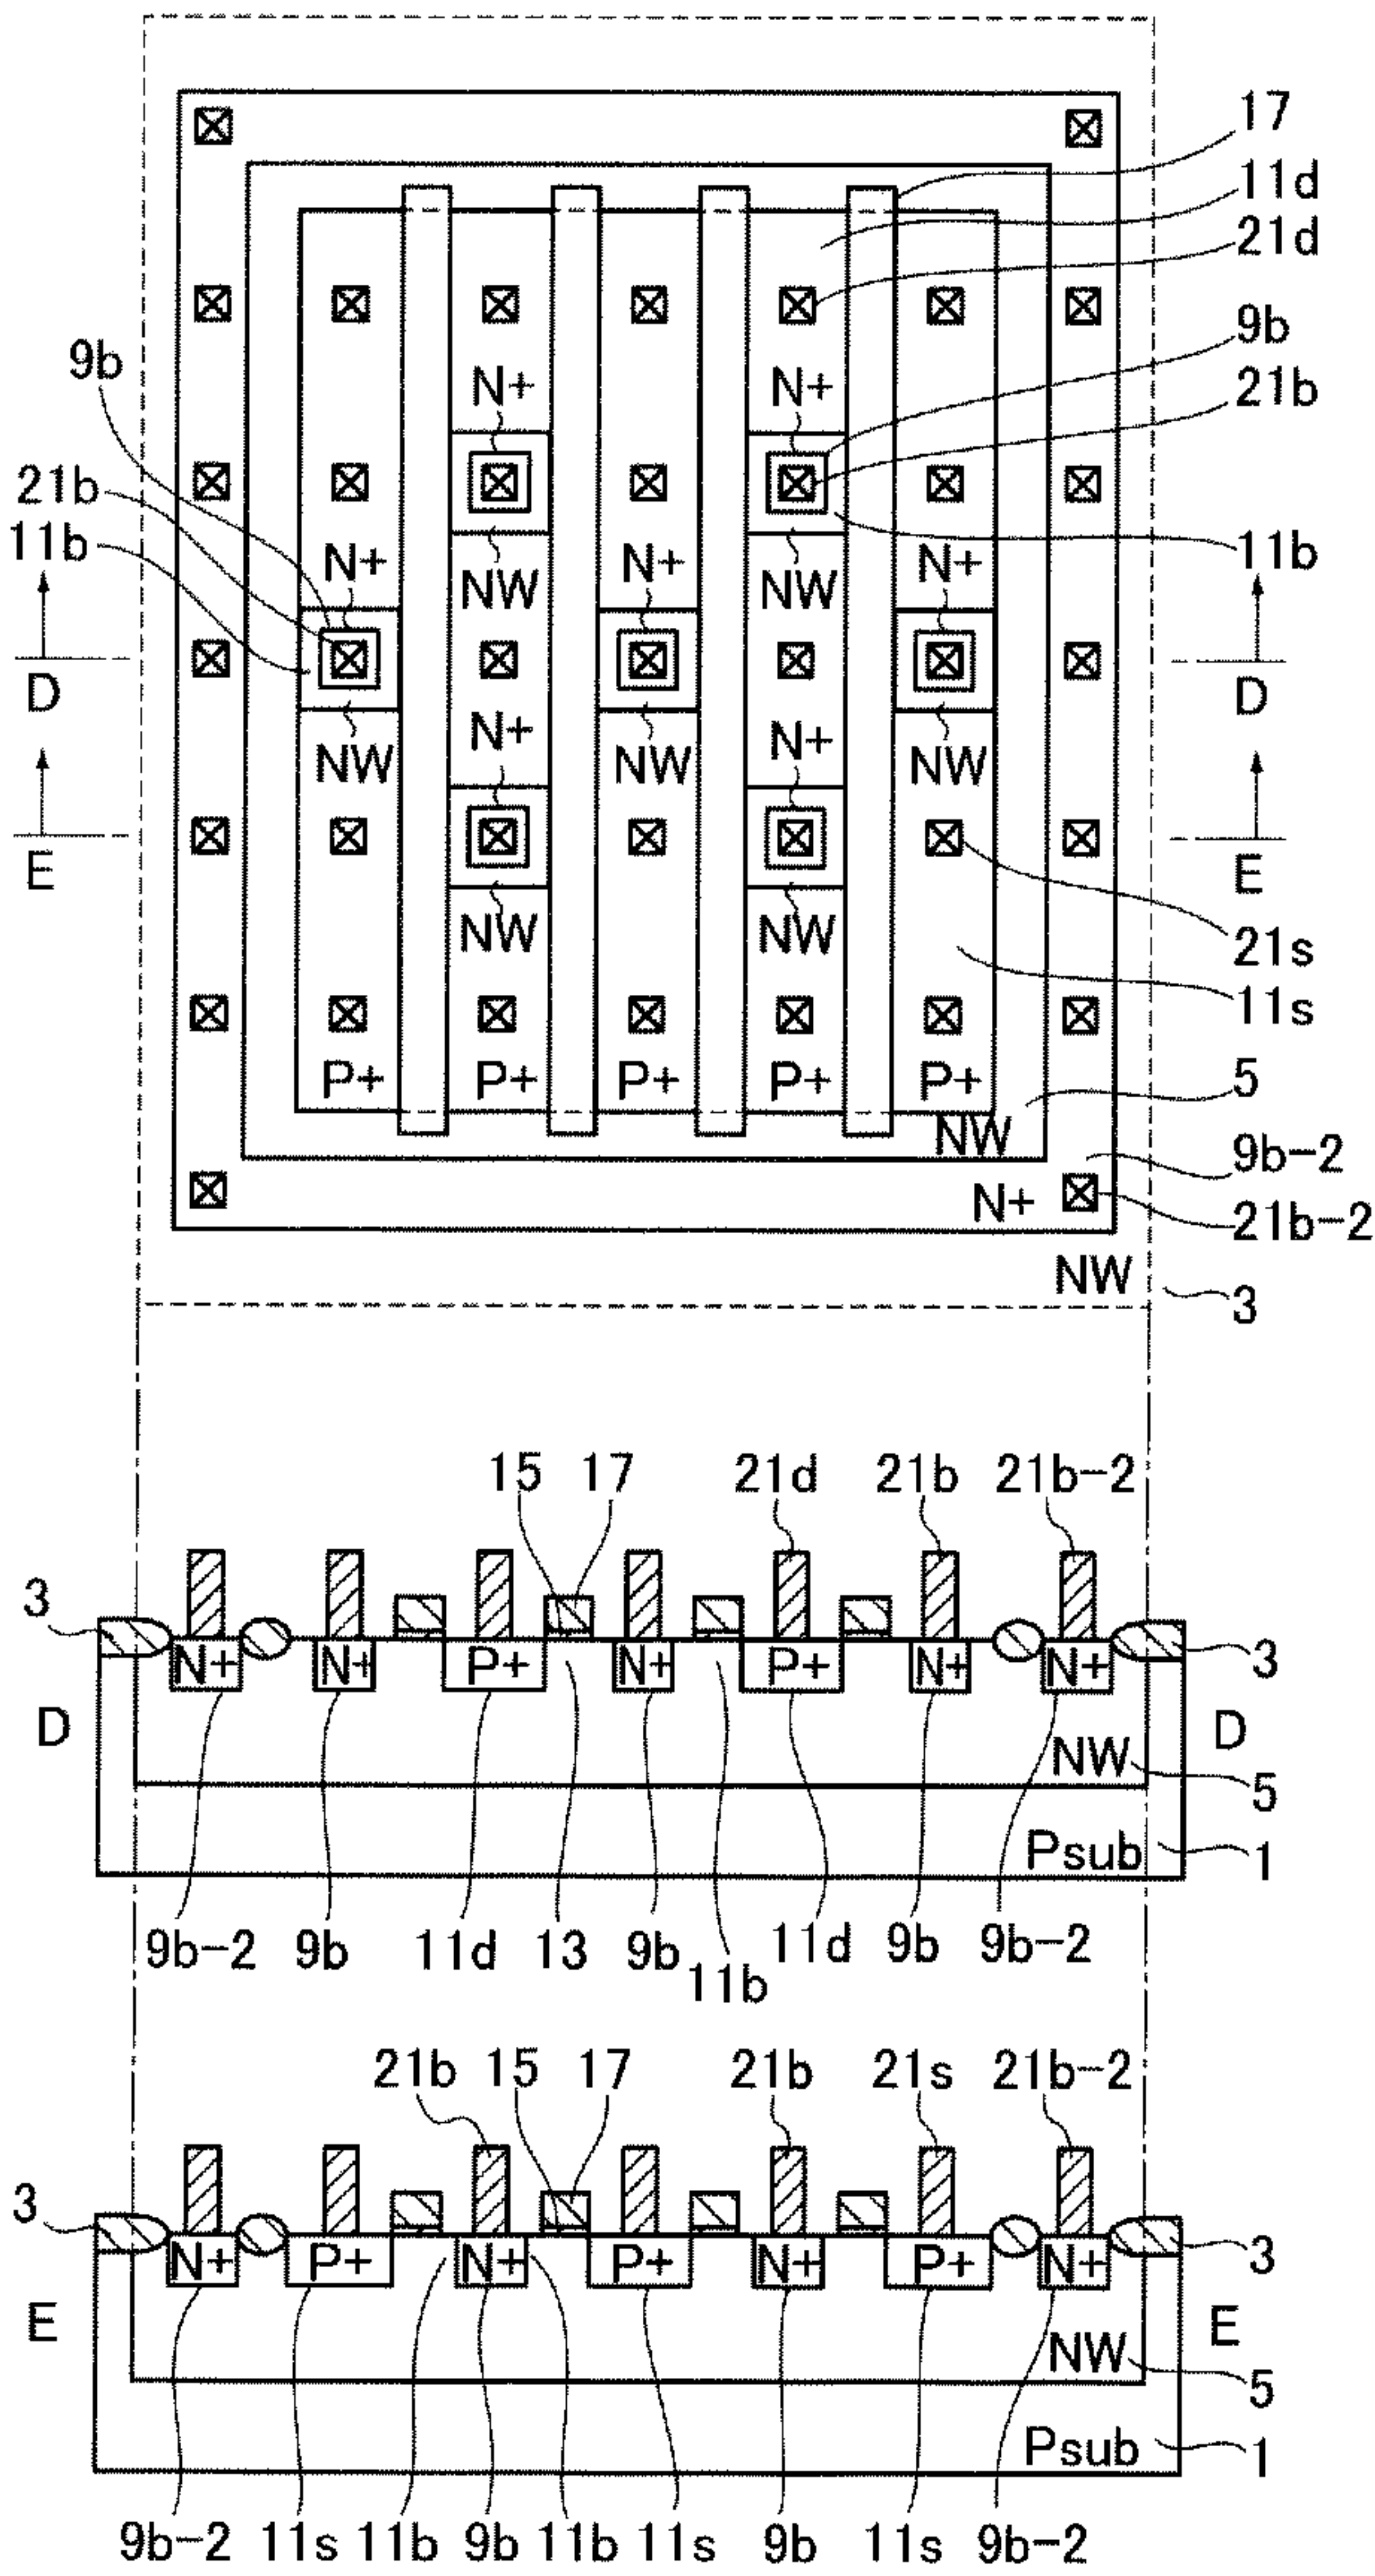 17
11d
21d
9b
9b
N+ N+
21b
21b
11b
N+ NW N+ NW N+
11b
D
D
NW N+ NW N+ NW
E
E
NW NW
21s
11s
P+ P+ P+ P+ P+
5
NW
9b-2
N+
21b-2
NW
3
15 17 21d 21b 21b-2
3
N+ N+ P+ N+ P+ N+ N+
3
D
D
NW
5
Psub
1
9b-2 9b 11d 13 9b 11b 11d 9b 9b-2
21b 15 17 21b 21s 21b-2
3
N+ P+ N+ P+ N+ P+ N+
3
E
E
NW
5
Psub
1
9b-2 11s 11b 9b 11b 11s 9b 11s 9b-2